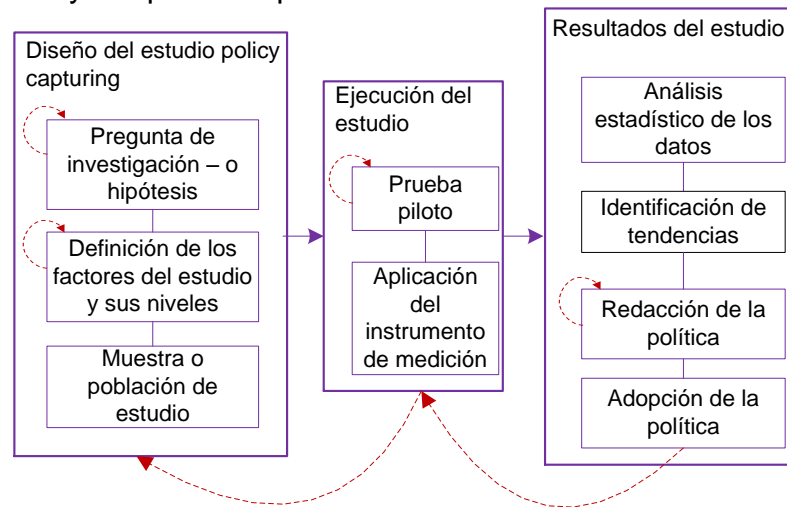 Diseño del estudio policy
capturing
Pregunta de
investigación – o
hipótesis
Definición de los
factores del estudio
y sus niveles
Muestra o
población de
estudio
Ejecución del
estudio
Prueba
piloto
Aplicación
del
instrumento
de medición
Resultados del estudio
Análisis
estadístico de los
datos
Identificación de
tendencias
Redacción de la
política
Adopción de la
política